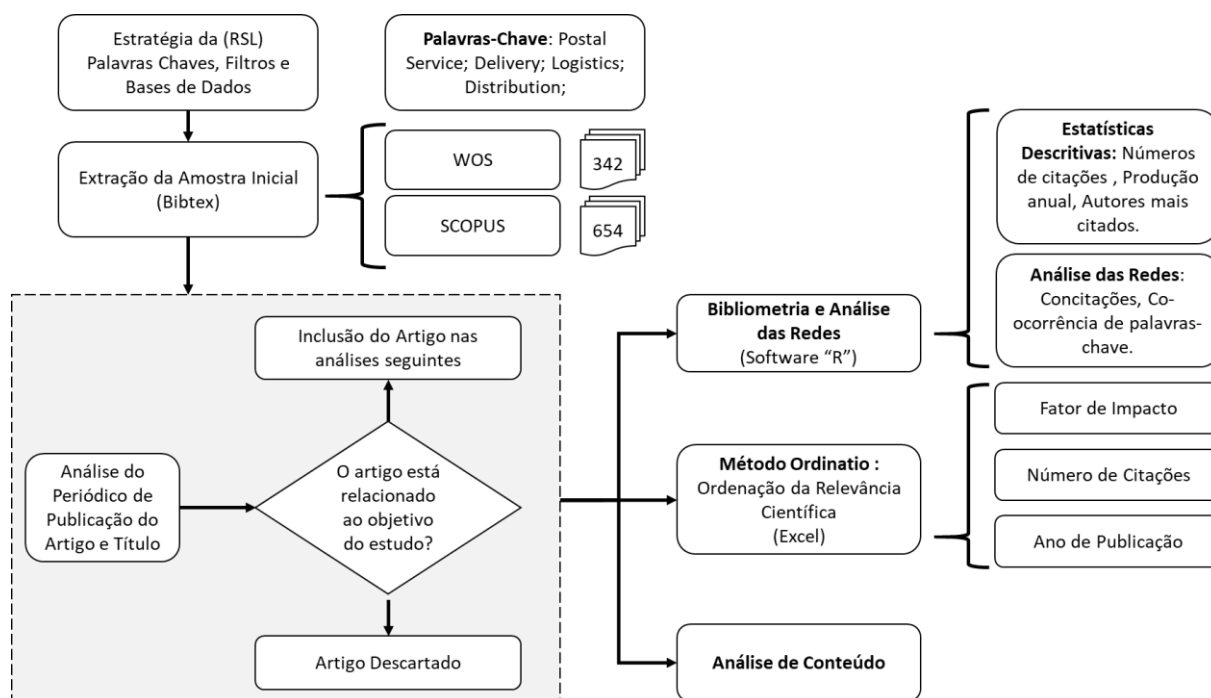 Estratégia da (RSL)
Palavras Chaves, Filtros e
Bases de Dados
Palavras-Chave: Postal
Service; Delivery; Logistics;
Distribution;
Extração da Amostra Inicial
(Bibtex)
WOS
342
SCOPUS
654
Estatísticas
Descritivas: Números
de citações , Produção
anual, Autores mais
citados.
Análise das Redes:
Concitações, Co-
ocorrência de palavras-
chave.
Inclusão do Artigo nas
análises seguintes
Análise do
Periódico de
Publicação do
Artigo e Título
O artigo está
relacionado
ao objetivo
do estudo?
Artigo Descartado
Bibliometria e Análise
das Redes
(Software “R”)
Método Ordinatio :
Ordenação da Relevância
Científica
(Excel)
Análise de Conteúdo
Fator de Impacto
Número de Citações
Ano de Publicação